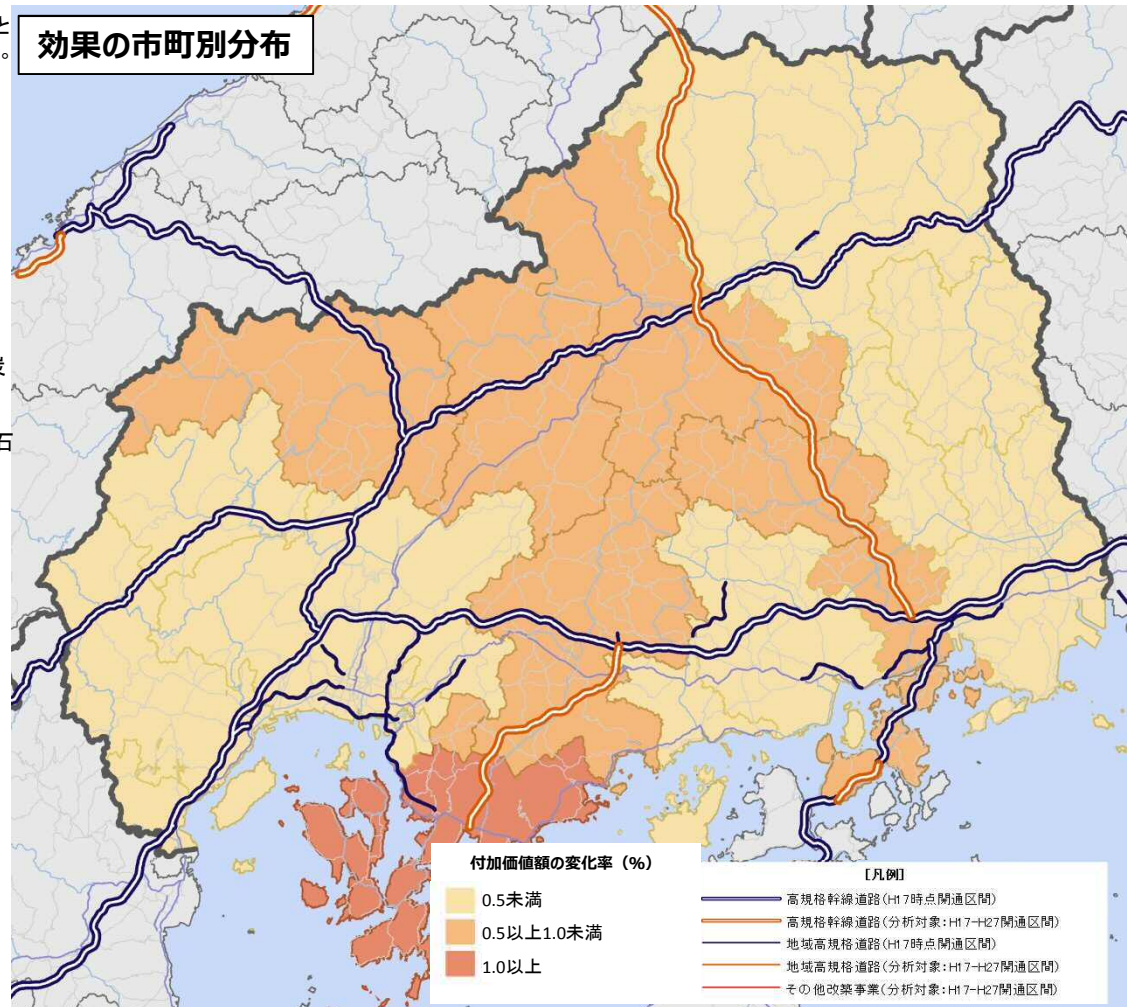 と
。
効果の市町別分布
炭
石
付加価値額の変化率（%）
0.5未満
0.5以上1.0未満
1.0以上
[凡例]
高規格幹線道路(H17時点開通区間)
高規格幹線道路(分析対象:H17-H27開通区間)
地域高規格道路(H17時点開通区間)
地域高規格道路(分析対象:H17-H27開通区間)
その他改築事業(分析対象:H17-H27開通区間)